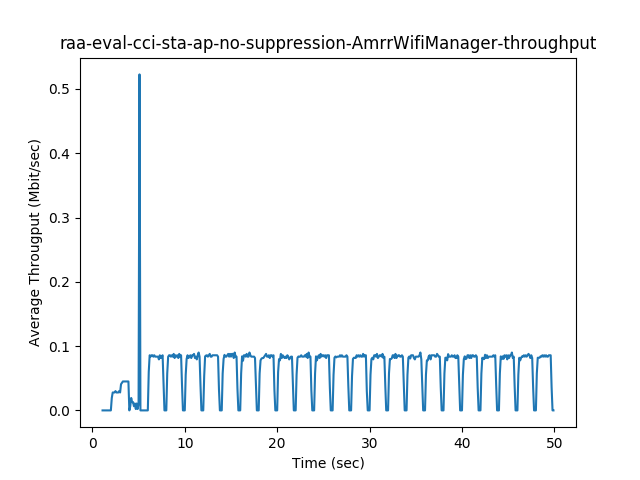 raa-eval-cci-sta-ap-no-suppression-AmrrWifiManager-throughput
Average Througput (Mbit/sec)
0.5
0.4
0.3
0.2
0.1
0.0
0 10 20 30 40 50
Time (sec)